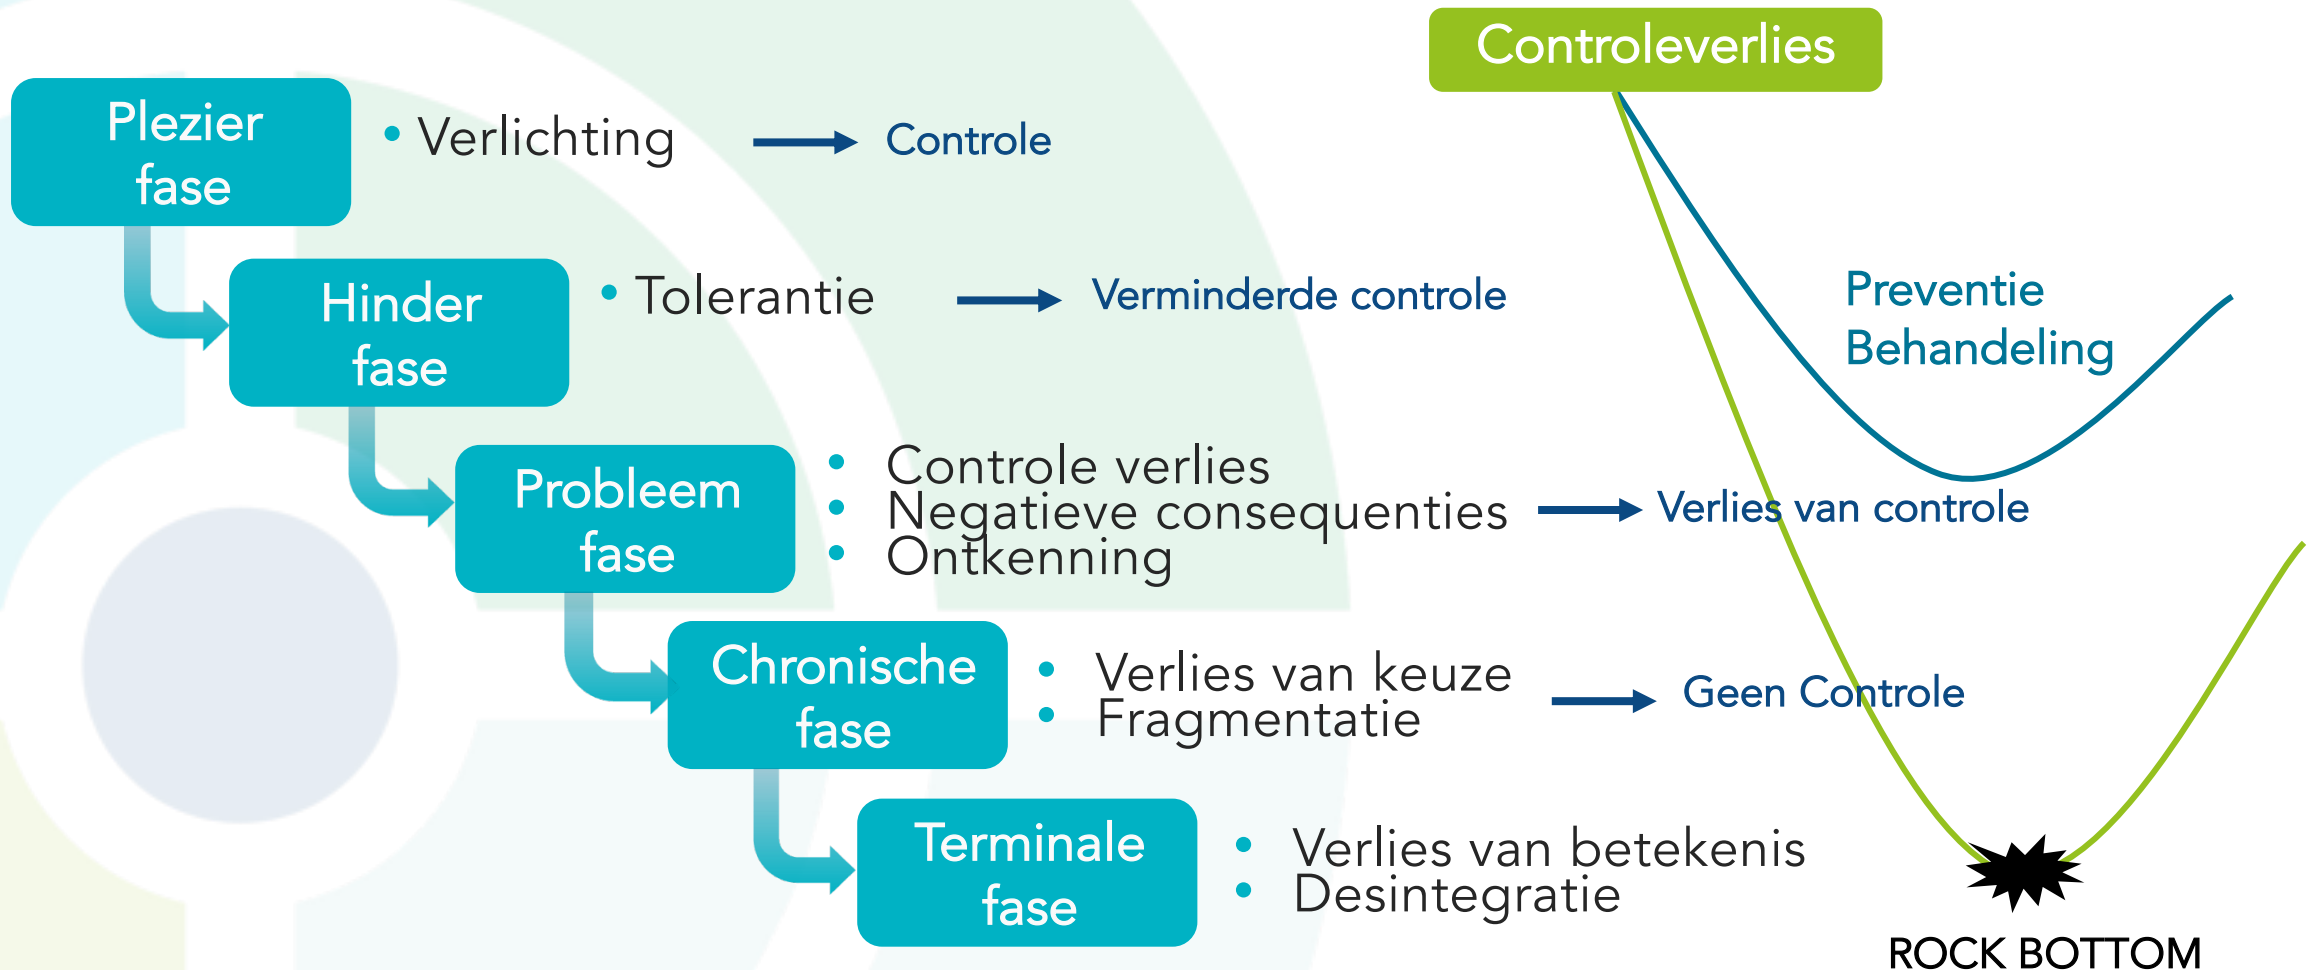 Controleverlies
Plezier
fase
• Verlichting
Controle
Hinder
fase
• Tolerantie
Verminderde controle
Preventie
Behandeling
Probleem
fase
• Controle verlies
• Negatieve consequenties
• Ontkenning
Verlies van controle
Chronische
fase
• Verlies van keuze
• Fragmentatie
Geen Controle
Terminale
fase
• Verlies van betekenis
• Desintegratie
ROCK BOTTOM